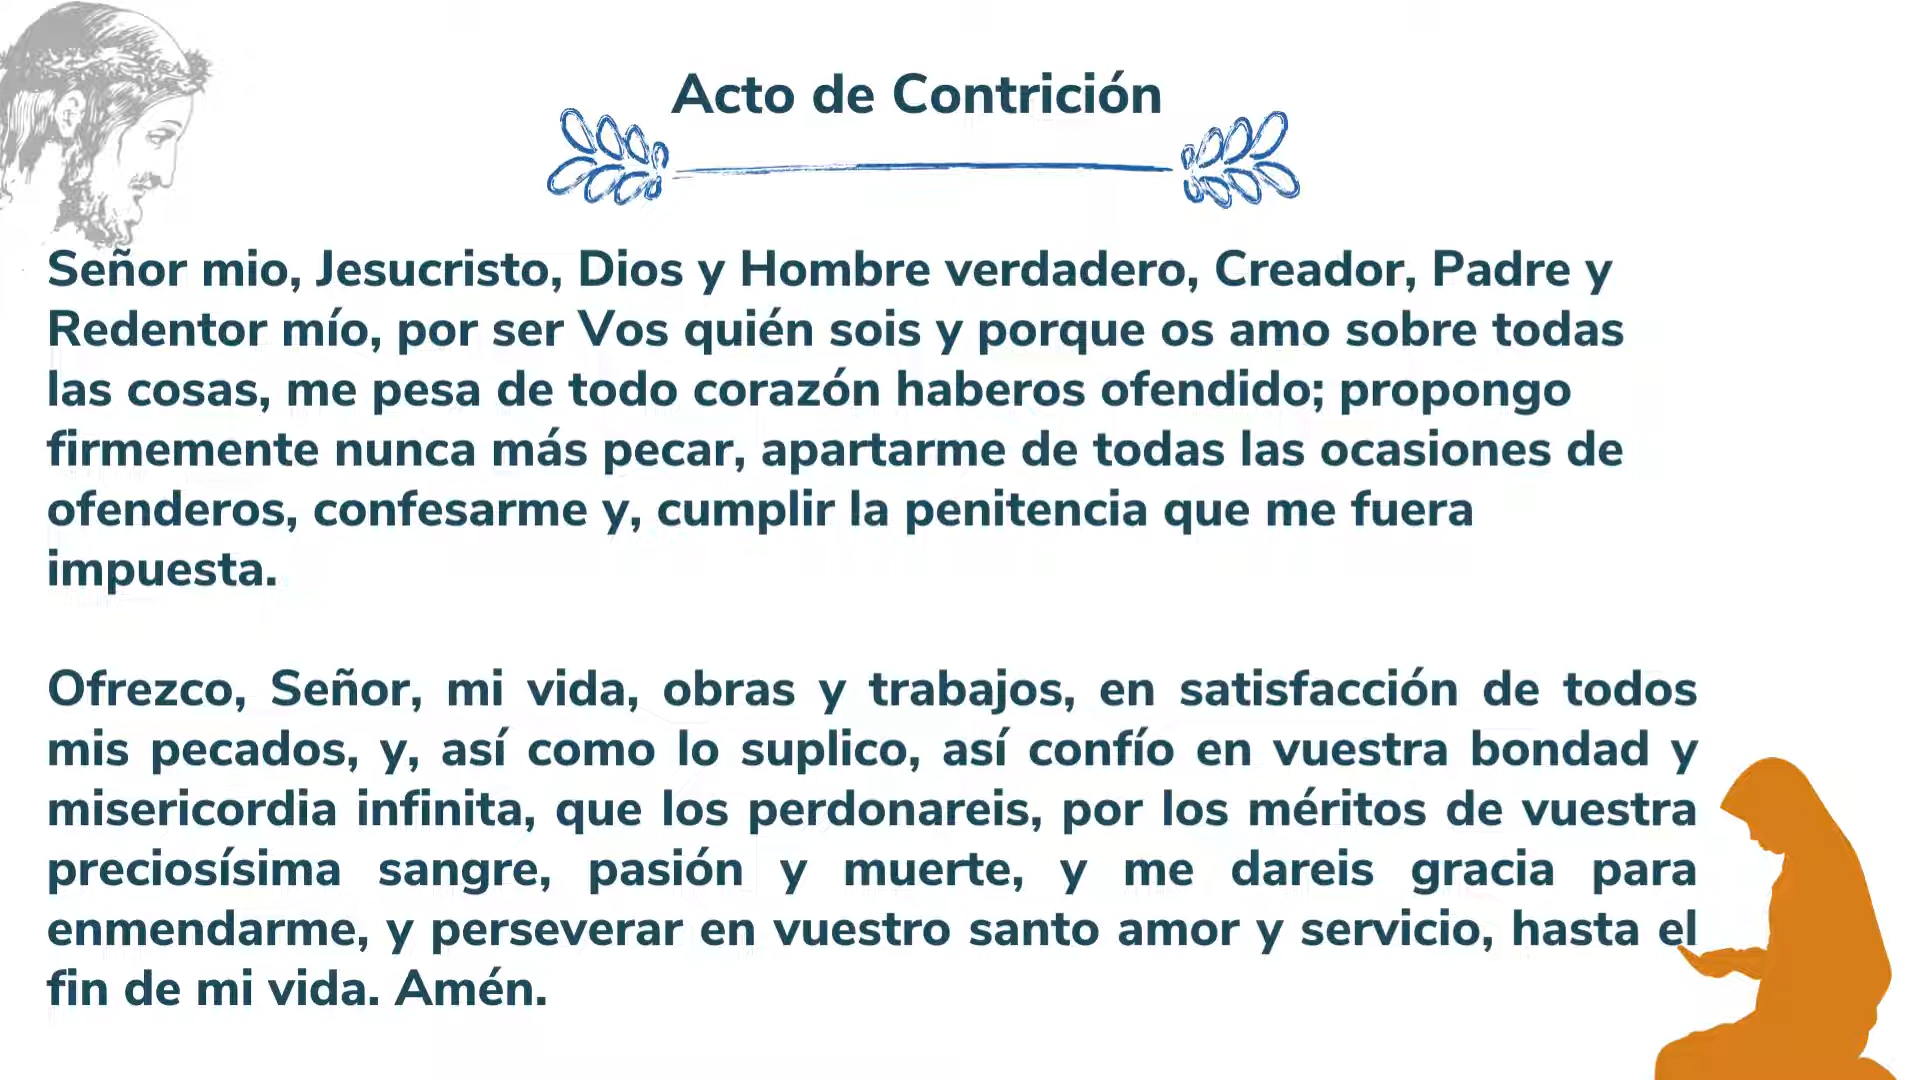 Acto de Contrición
Señor mio, Jesucristo, Dios y Hombre verdadero, Creador, Padre y
Redentor mío, por ser Vos quién sois y porque os amo sobre todas
las cosas, me pesa de todo corazón haberos ofendido; propongo
firmemente nunca más pecar, apartarme de todas las ocasiones de
ofenderos, confesarme y, cumplir la penitencia que me fuera
impuesta.
Ofrezco, Señor, mi vida, obras y trabajos, en satisfacción de todos
mis pecados, y, así como lo suplico, así confío en vuestra bondad y
misericordia infinita, que los perdonareis, por los méritos de vuestra
preciosísima sangre, pasión y muerte, y me dareis gracia para
enmendarme, y perseverar en vuestro santo amor y servicio, hasta el
fin de mi vida. Amén.